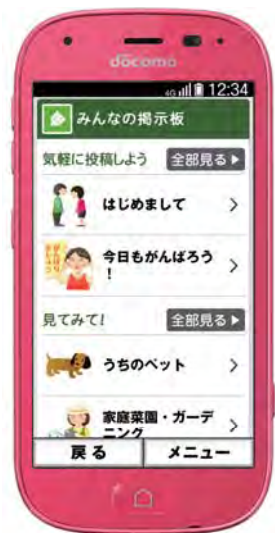 döcomo
4G 12:34
みんなの掲示板
気軽に投稿しよう 全部見る▶
はじめまして
今日もがんばろう
！
見てみて! 全部見る▶
うちのペット
家庭菜園・ガーデ
ニング
戻る メニュー